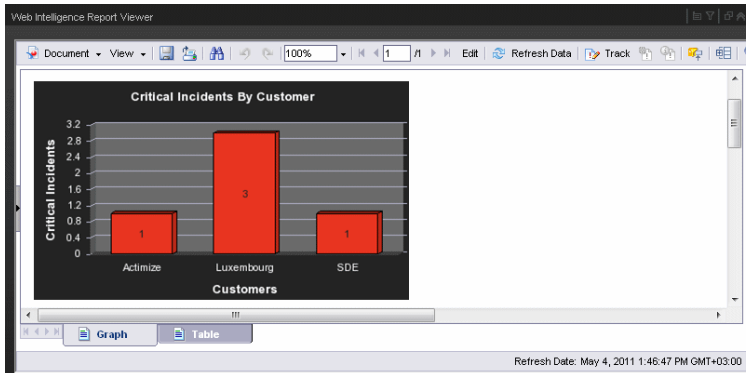 Web Intelligence Report Viewer
Document View 100% 1 /1 Edit Refresh Data Track
Critical Incidents By Customer
Critical Incidents
3.2
2.8
2.4
2
1.6
1.2
0.8
0.4
0
1
3
1
Actimize Luxembourg SDE
Customers
Graph Table
Refresh Date: May 4, 2011 1:46:47 PM GMT+03:00